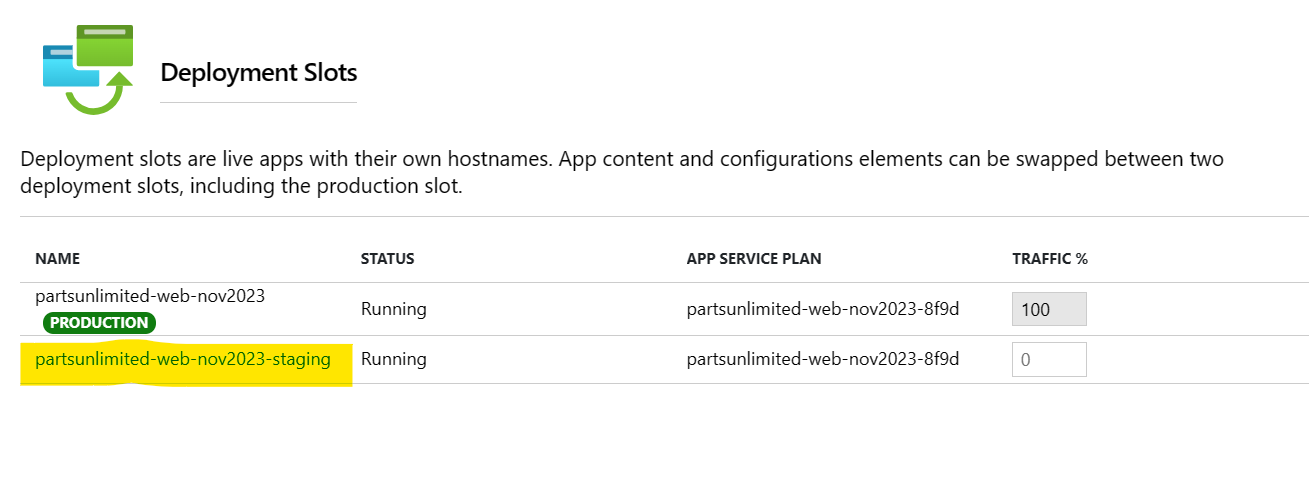 Deployment Slots
Deployment slots are live apps with their own hostnames. App content and configurations elements can be swapped between two
deployment slots, including the production slot.
NAME STATUS APP SERVICE PLAN TRAFFIC %
partsunlimited-web-nov2023
Running partsunlimited-web-nov2023-8f9d 100
PRODUCTION
partsunlimited-web-nov2023-staging Running partsunlimited-web-nov2023-8f9d 0